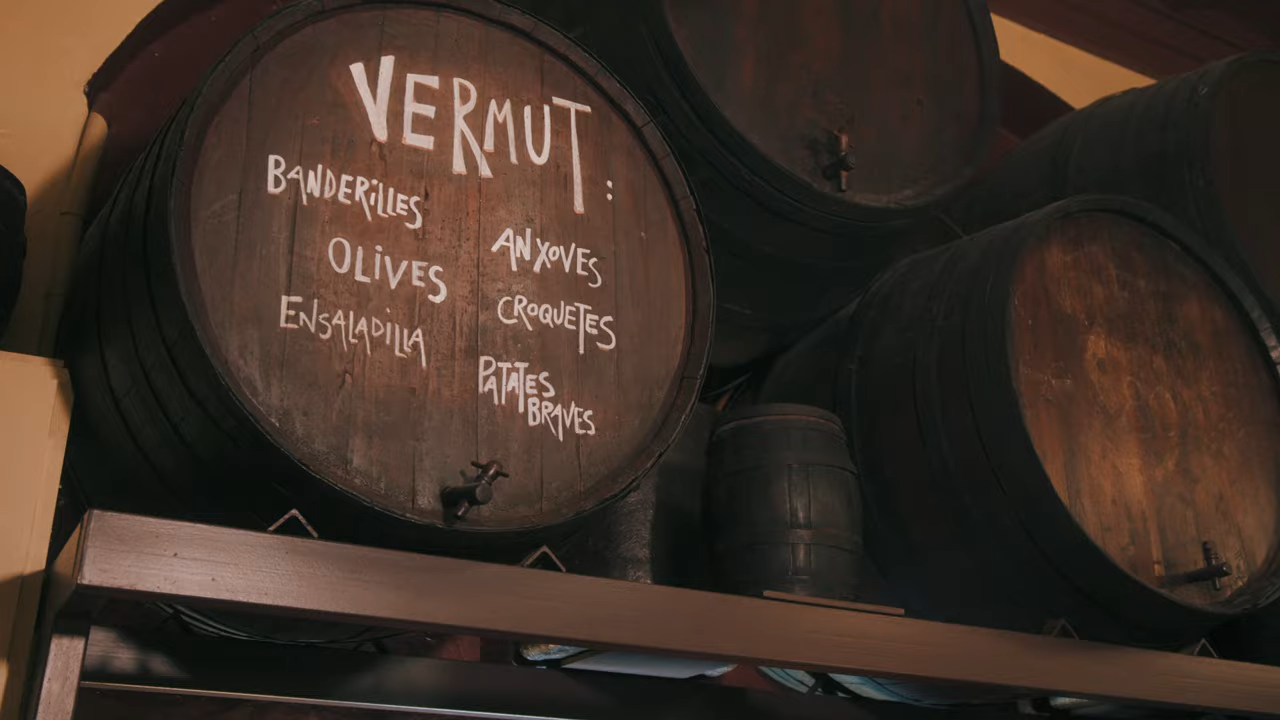 VERMUT:
BANDERiLLES
OLiVES
ENSALADiLLA
ANXOVES
CROQUETES
PATATES
BRAVES